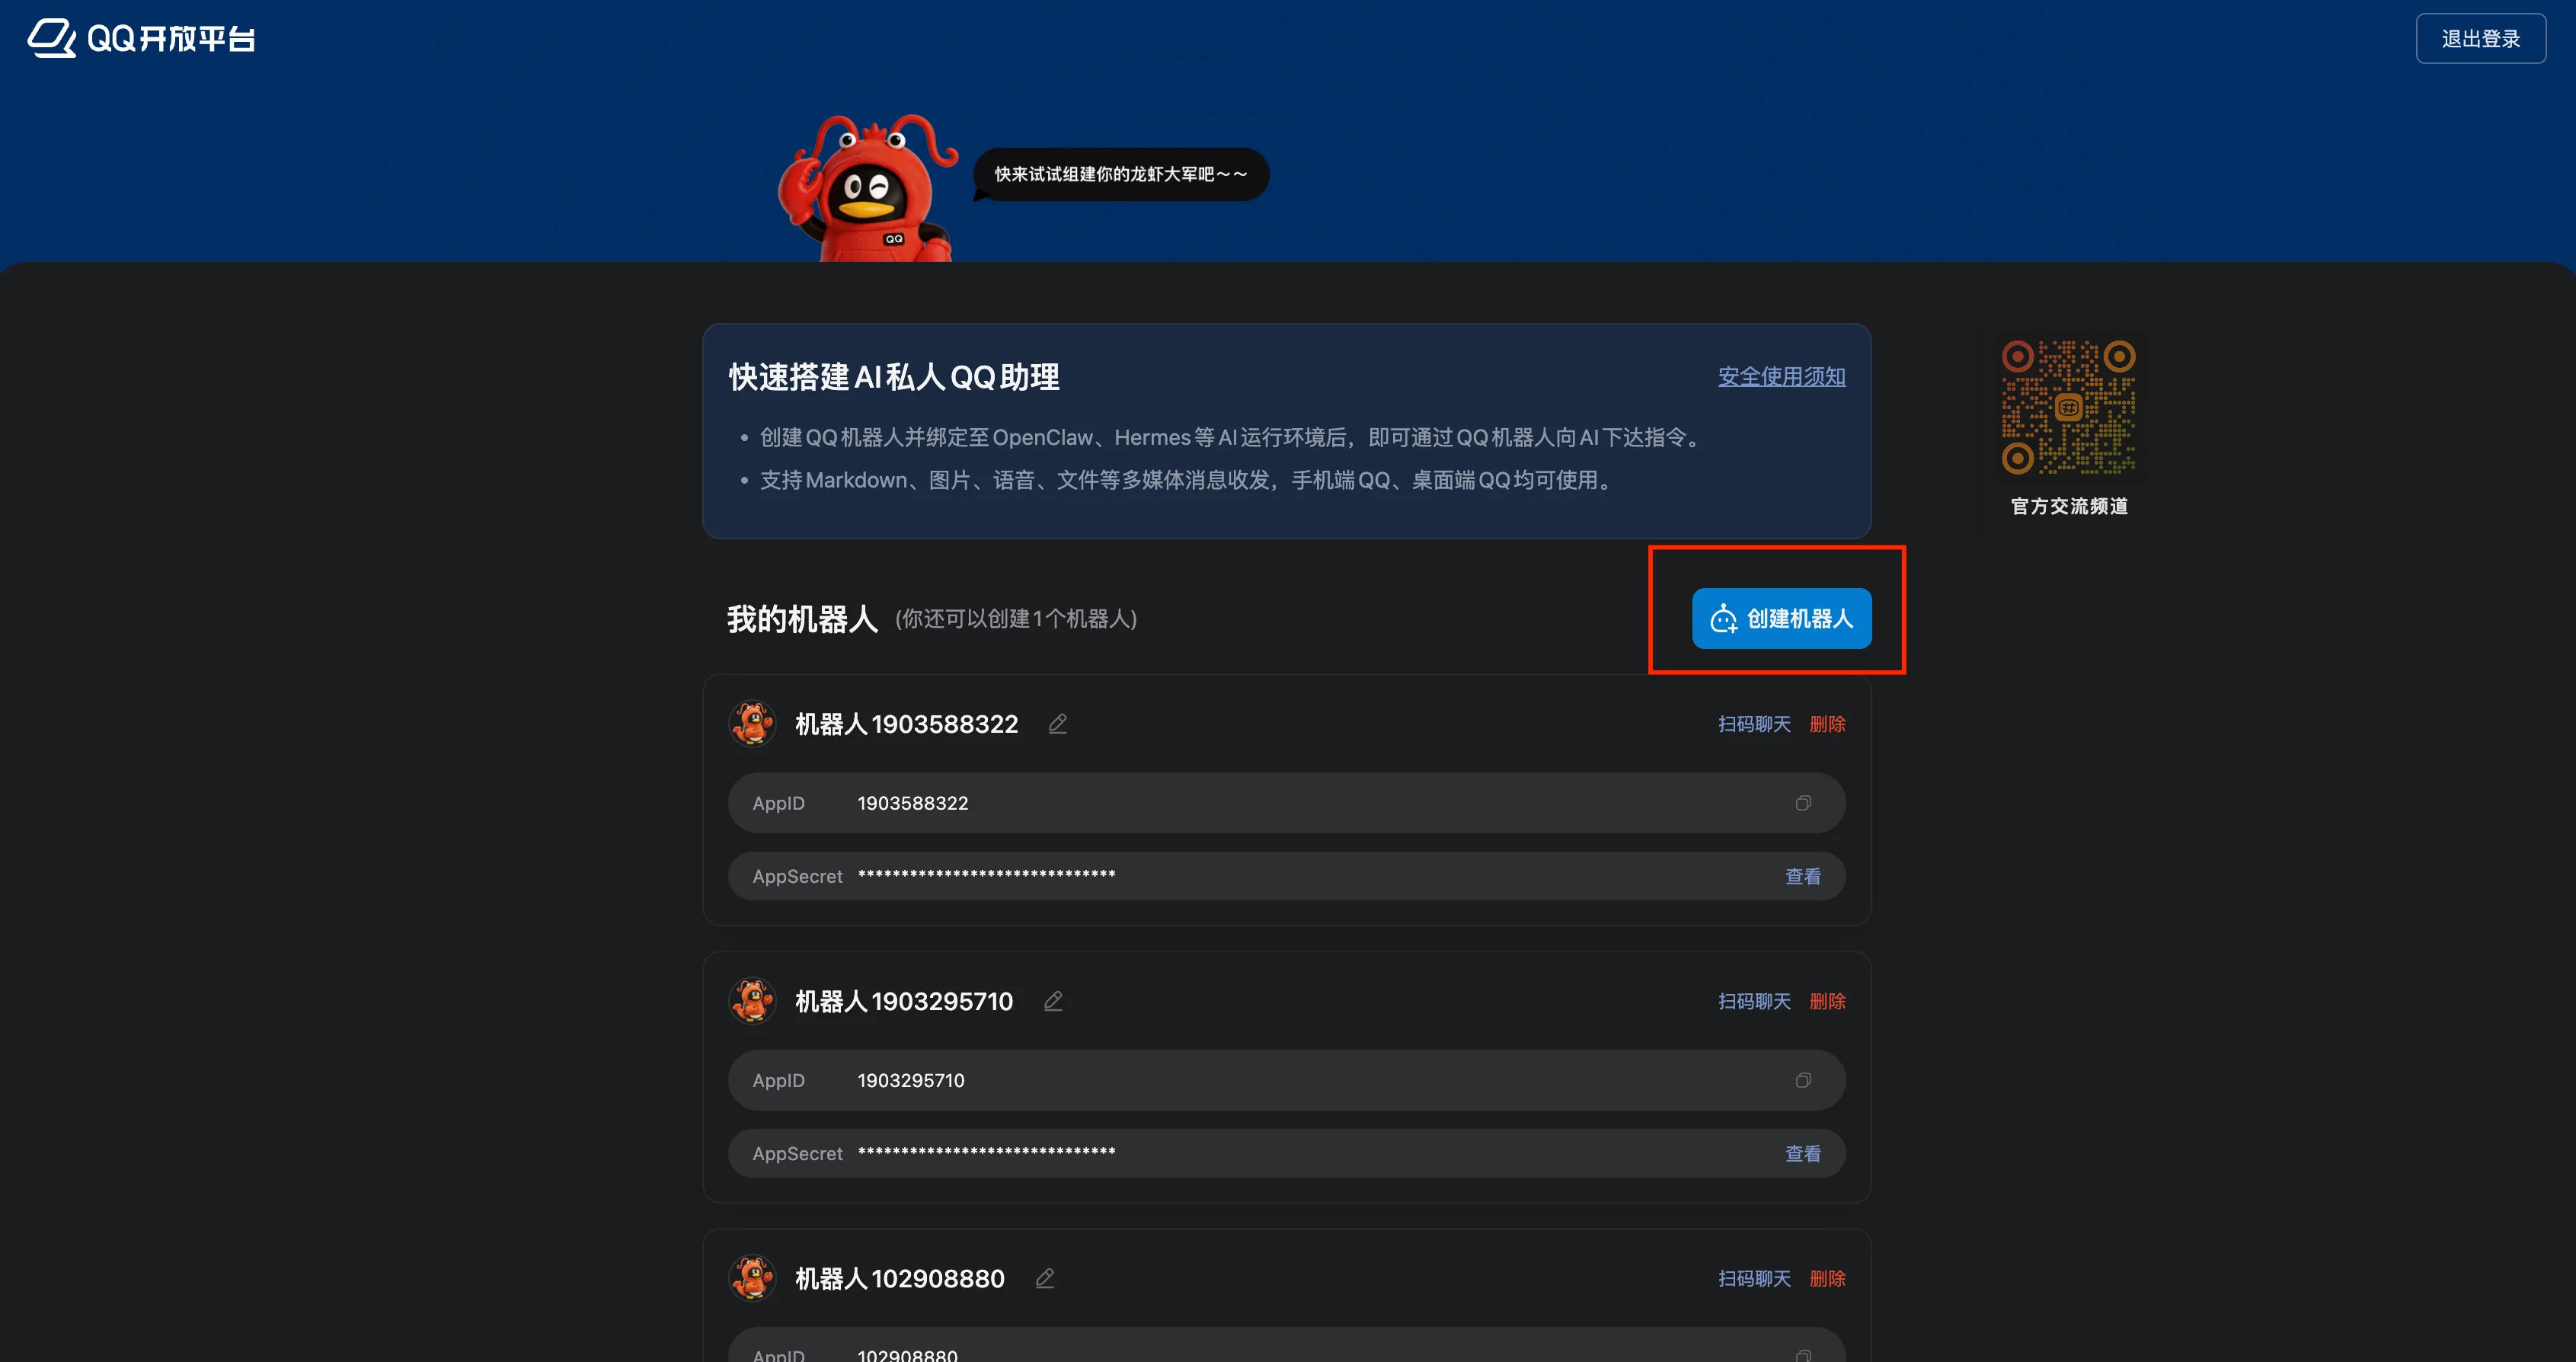 QQ开放平台
退出登录
快来试试组建你的龙虾大军吧~~
QQ
快速搭建AI私人QQ助理
安全使用须知
• 创建QQ机器人并绑定至OpenClaw、Hermes等AI运行环境后，即可通过QQ机器人向AI下达指令。
• 支持Markdown、图片、语音、文件等多媒体消息收发，手机端QQ、桌面端QQ均可使用。
官方交流频道
我的机器人 (你还可以创建1个机器人)
创建机器人
机器人1903588322
扫码聊天 删除
AppID 1903588322
AppSecret ****************************** 查看
机器人1903295710
扫码聊天 删除
AppID 1903295710
AppSecret ****************************** 查看
机器人102908880
扫码聊天 删除
AppID 102908880